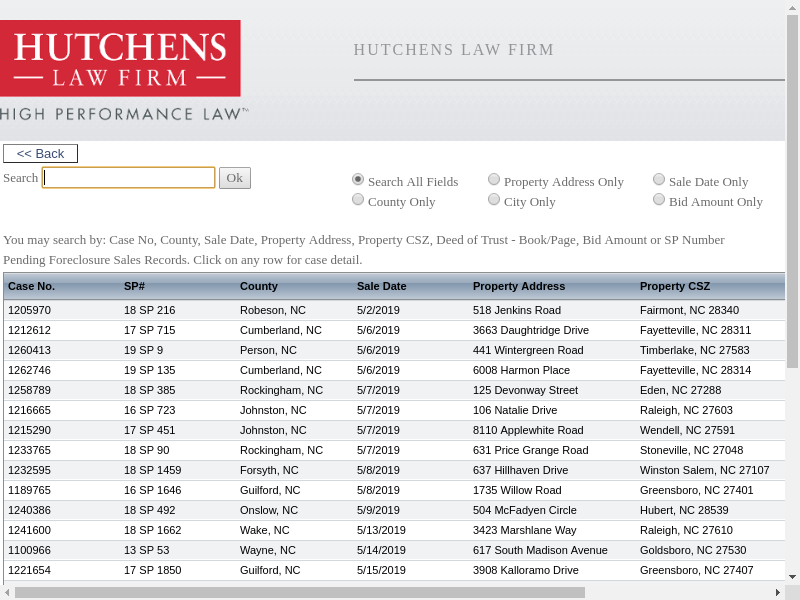 HUTCHENS
LAW FIRM
HIGH PERFORMANCE LAW™
HUTCHENS LAW FIRM
<< Back
Search Ok
Search All Fields Property Address Only Sale Date Only
County Only City Only Bid Amount Only
You may search by: Case No, County, Sale Date, Property Address, Property CSZ, Deed of Trust - Book/Page, Bid Amount or SP Number
Pending Foreclosure Sales Records. Click on any row for case detail.
Case No. SP# County Sale Date Property Address Property CSZ
1205970 18 SP 216 Robeson, NC 5/2/2019 518 Jenkins Road Fairmont, NC 28340
1212612 17 SP 715 Cumberland, NC 5/6/2019 3663 Daughtridge Drive Fayetteville, NC 28311
1260413 19 SP 9 Person, NC 5/6/2019 441 Wintergreen Road Timberlake, NC 27583
1262746 19 SP 135 Cumberland, NC 5/6/2019 6008 Harmon Place Fayetteville, NC 28314
1258789 18 SP 385 Rockingham, NC 5/7/2019 125 Devonway Street Eden, NC 27288
1216665 16 SP 723 Johnston, NC 5/7/2019 106 Natalie Drive Raleigh, NC 27603
1215290 17 SP 451 Johnston, NC 5/7/2019 8110 Applewhite Road Wendell, NC 27591
1233765 18 SP 90 Rockingham, NC 5/7/2019 631 Price Grange Road Stoneville, NC 27048
1232595 18 SP 1459 Forsyth, NC 5/8/2019 637 Hillhaven Drive Winston Salem, NC 27107
1189765 16 SP 1646 Guilford, NC 5/8/2019 1735 Willow Road Greensboro, NC 27401
1240386 18 SP 492 Onslow, NC 5/9/2019 504 McFadyen Circle Hubert, NC 28539
1241600 18 SP 1662 Wake, NC 5/13/2019 3423 Marshlane Way Raleigh, NC 27610
1100966 13 SP 53 Wayne, NC 5/14/2019 617 South Madison Avenue Goldsboro, NC 27530
1221654 17 SP 1850 Guilford, NC 5/15/2019 3908 Kalloramo Drive Greensboro, NC 27407